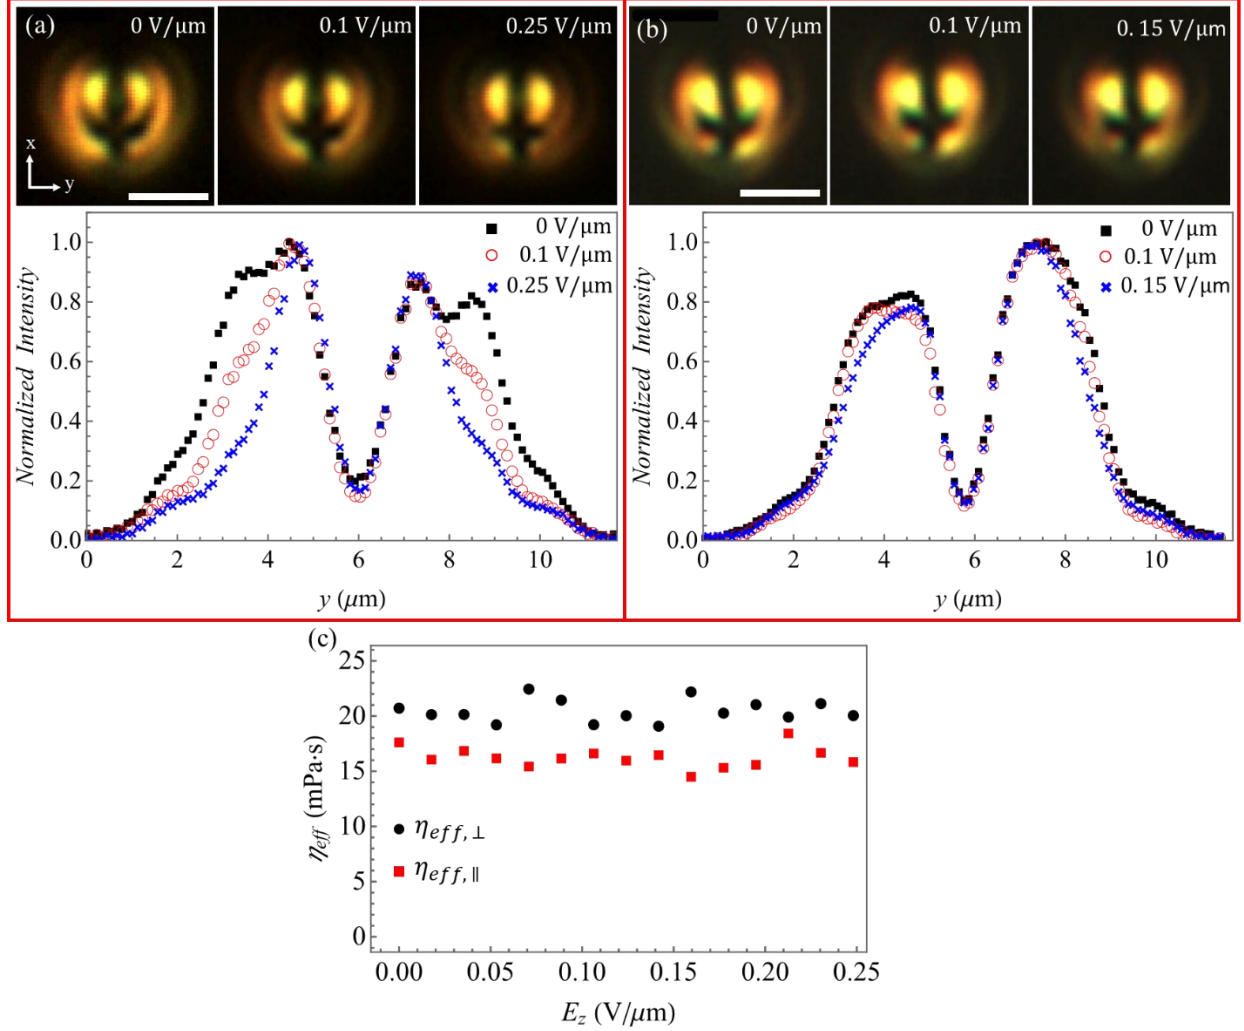 (a) 0 V/μm 0.1 V/μm 0.25 V/μm
x
y
1.0
0.8
0.6
0.4
0.2
0.0
Normalized Intensity
0 V/μm
0.1 V/μm
0.25 V/μm
0 2 4 6 8 10
y (μm)
(b) 0 V/μm 0.1 V/μm 0.15 V/μm
1.0
0.8
0.6
0.4
0.2
0.0
Normalized Intensity
0 V/μm
0.1 V/μm
0.15 V/μm
0 2 4 6 8 10
y (μm)
(c)
25
20
15
10
5
0
η_eff (mPa·s)
η_eff,⊥
η_eff,∥
0.00 0.05 0.10 0.15 0.20 0.25
E_z (V/μm)